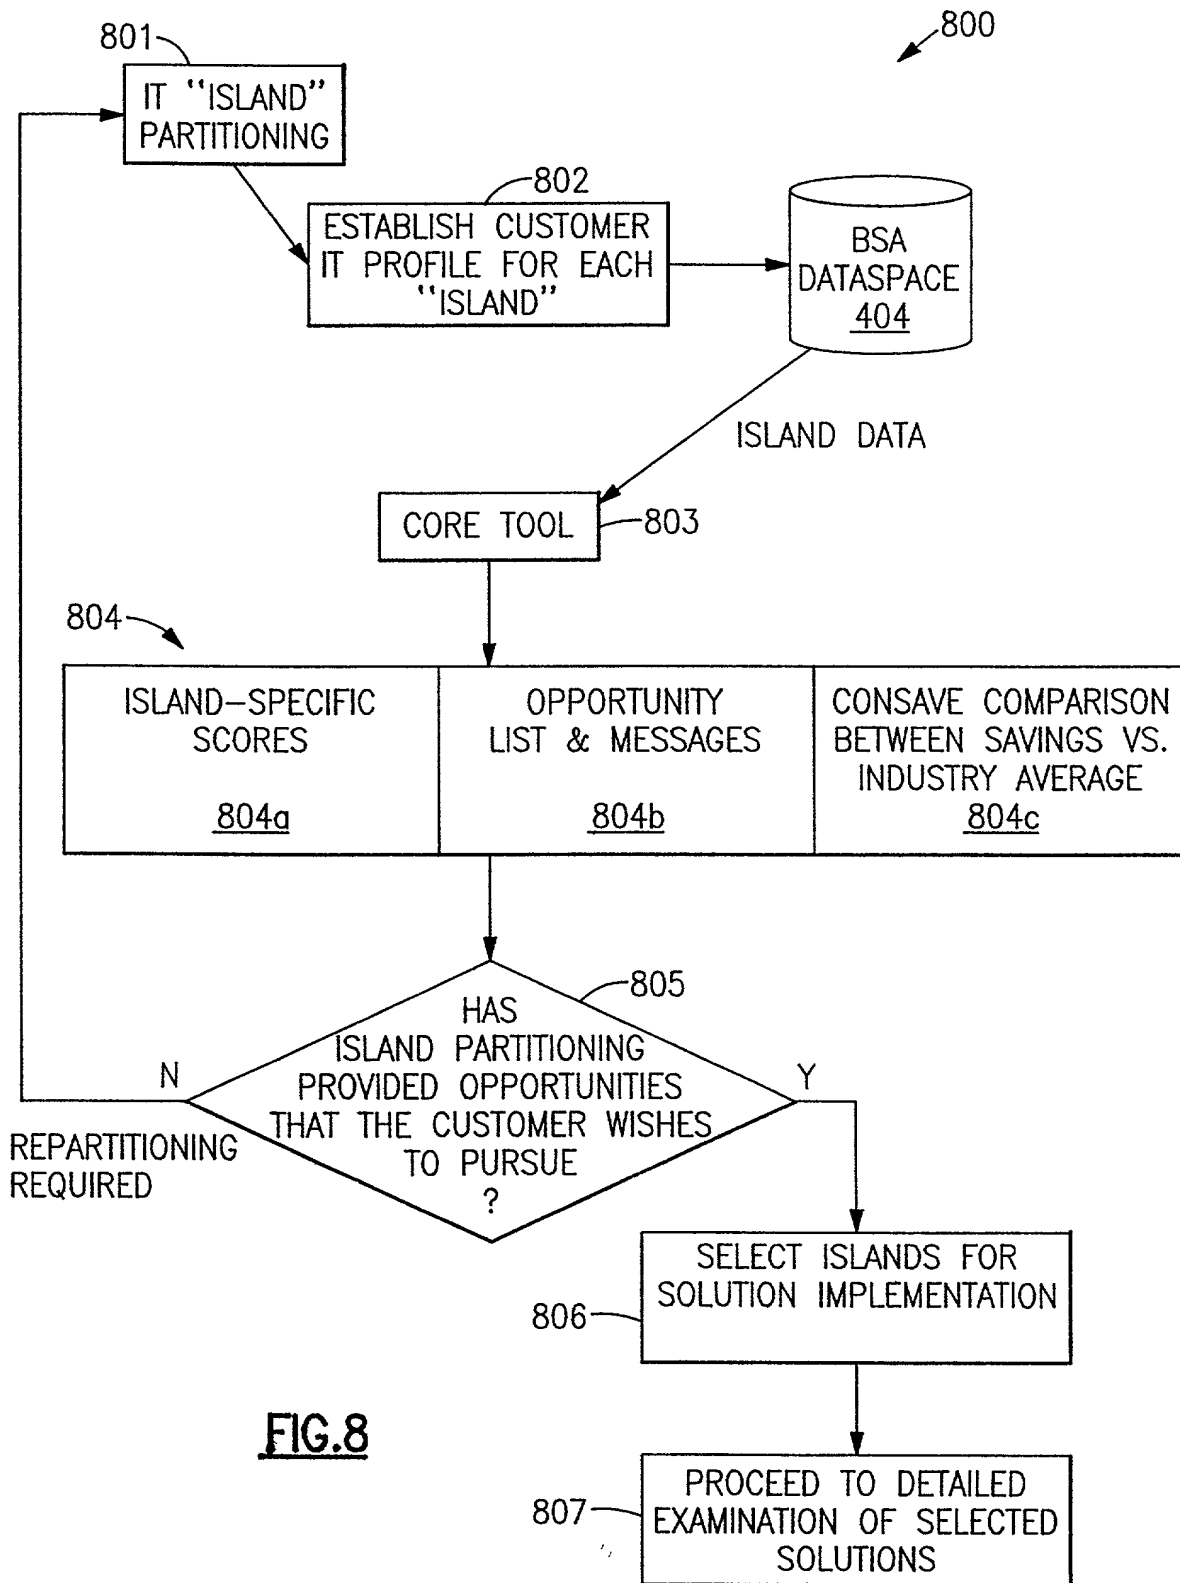 801
800
IT "ISLAND"
PARTITIONING
802
ESTABLISH CUSTOMER
IT PROFILE FOR EACH
"ISLAND"
BSA
DATASPACE
404
ISLAND DATA
CORE TOOL
803
804
ISLAND-SPECIFIC
SCORES
804a
OPPORTUNITY
LIST & MESSAGES
804b
CONSAVE COMPARISON
BETWEEN SAVINGS VS.
INDUSTRY AVERAGE
804c
805
HAS
ISLAND PARTITIONING
PROVIDED OPPORTUNITIES
THAT THE CUSTOMER WISHES
TO PURSUE
?
N
Y
REPARTITIONING
REQUIRED
SELECT ISLANDS FOR
SOLUTION IMPLEMENTATION
806
FIG.8
PROCEED TO DETAILED
EXAMINATION OF SELECTED
SOLUTIONS
807